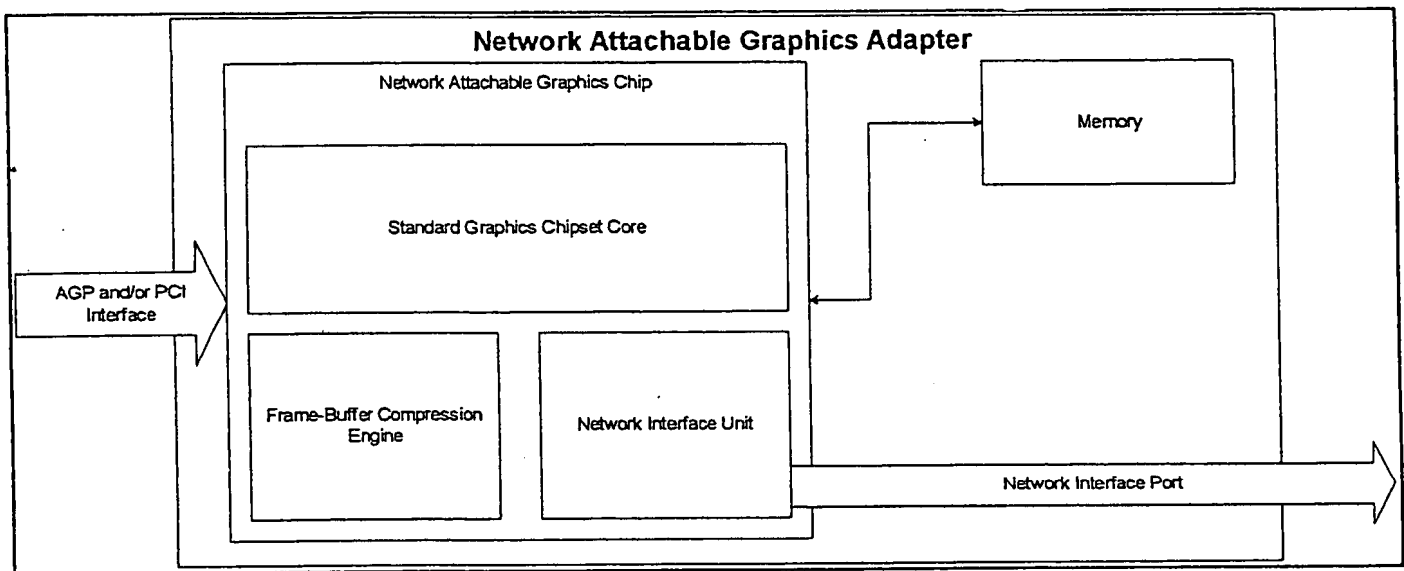 Network Attachable Graphics Adapter
Network Attachable Graphics Chip
Memory
Standard Graphics Chipset Core
AGP and/or PCI
Interface
Frame-Buffer Compression
Engine
Network Interface Unit
Network Interface Port